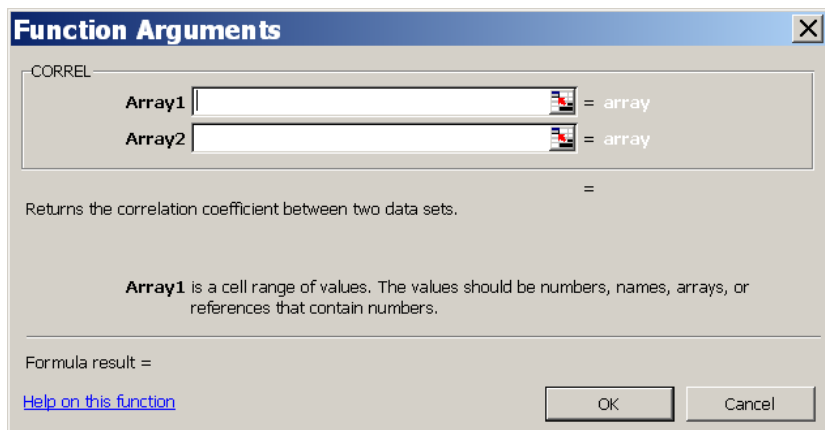 Function Arguments
CORREL
Array1 = array
Array2 = array
=
Returns the correlation coefficient between two data sets.
Array1 is a cell range of values. The values should be numbers, names, arrays, or
references that contain numbers.
Formula result =
Help on this function OK Cancel